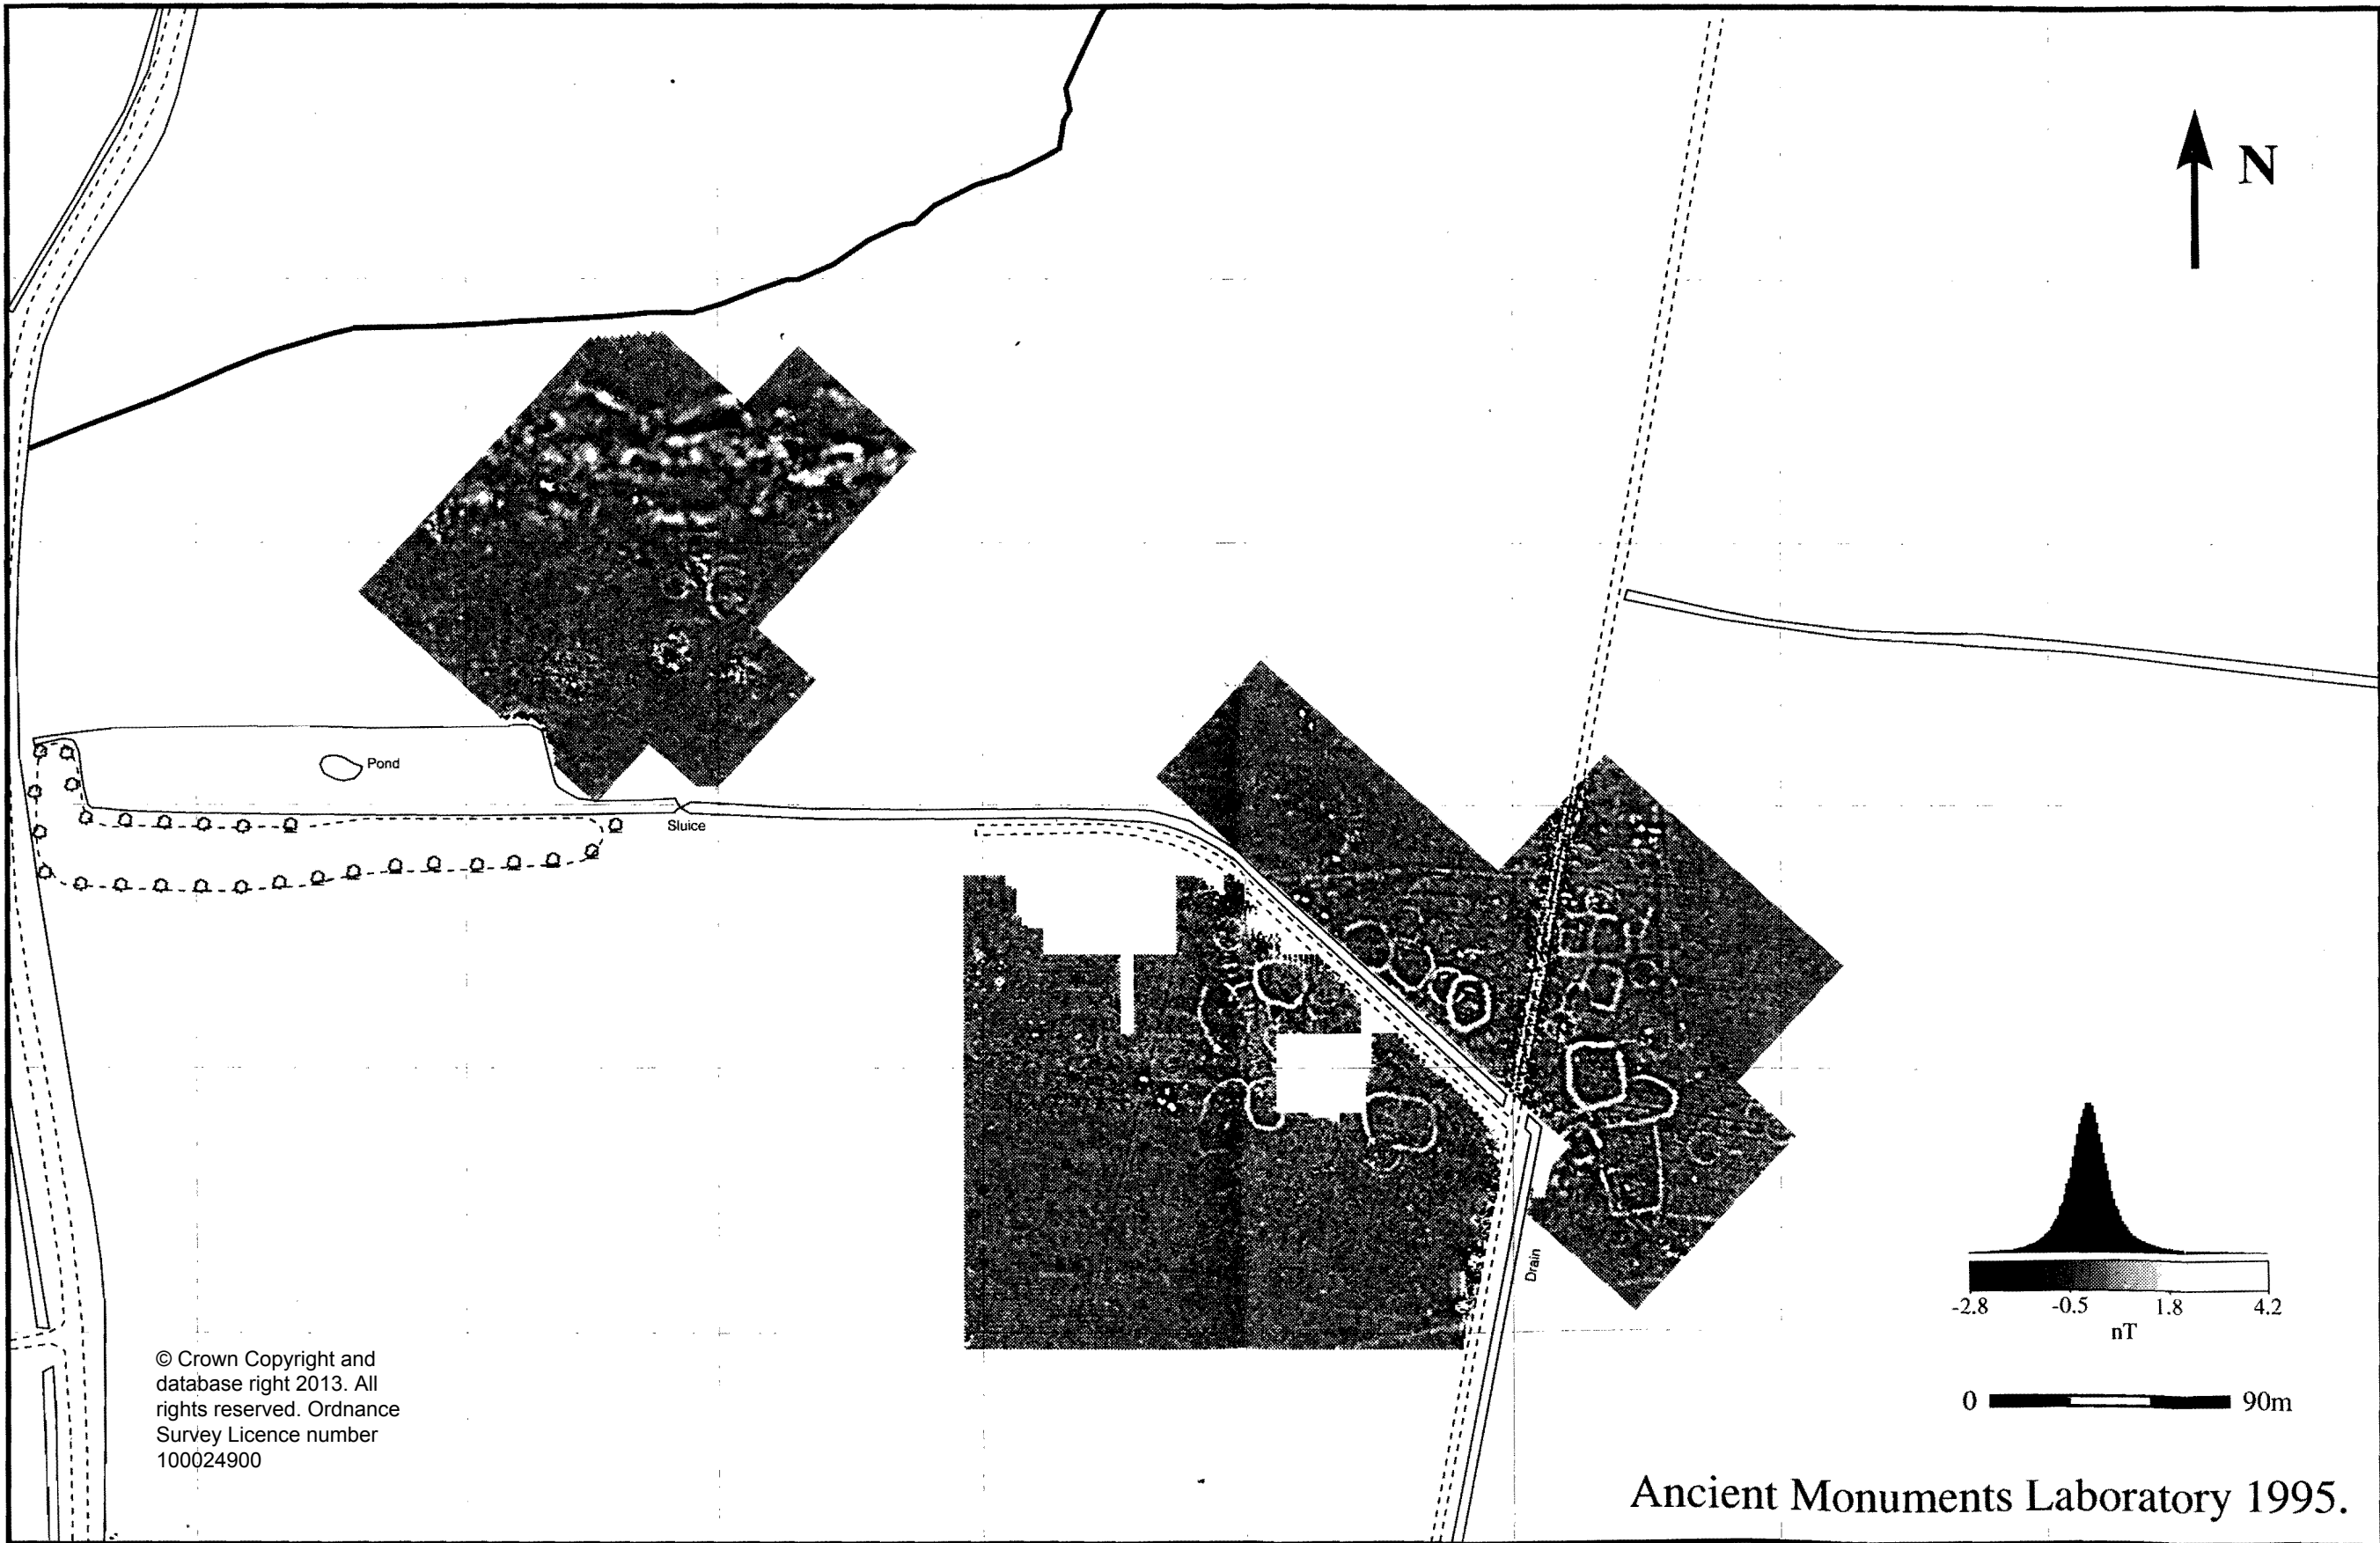 N
Pond
Sluice
Drain
-2.8 -0.5 1.8 4.2
nT
0 90m
© Crown Copyright and
database right 2013. All
rights reserved. Ordnance
Survey Licence number
100024900
Ancient Monuments Laboratory 1995.